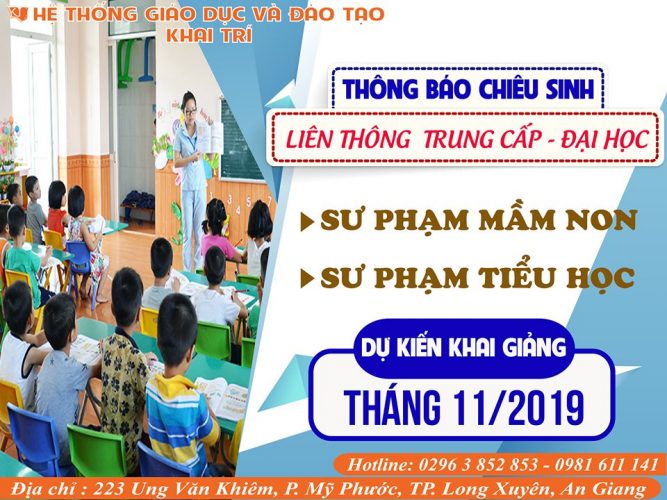 HỆ THỐNG GIÁO DỤC VÀ ĐÀO TẠO
KHAI TRÍ
THÔNG BÁO CHIÊU SINH
LIÊN THÔNG TRUNG CẤP - ĐẠI HỌC
SƯ PHẠM MẦM NON
SƯ PHẠM TIỂU HỌC
DỰ KIẾN KHAI GIẢNG
THÁNG 11/2019
Hotline: 0296 3 852 853 - 0981 611 141
Địa chỉ : 223 Ung Văn Khiêm, P. Mỹ Phước, TP. Long Xuyên, An Giang